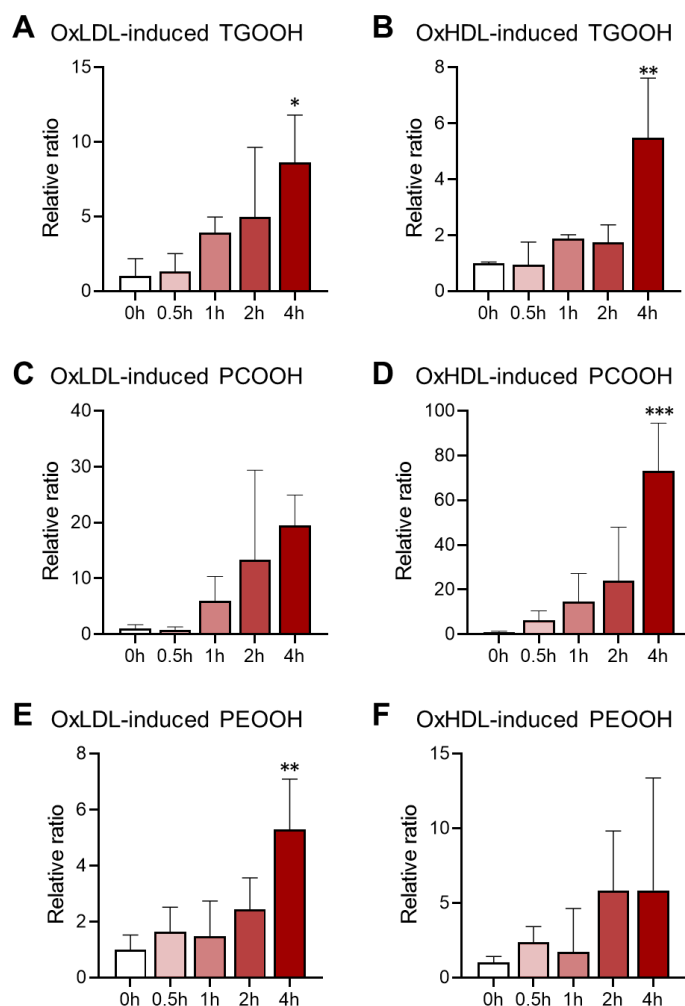 A OxLDL-induced TGOOH
Relative ratio
15
10
5
0
*
0h 0.5h 1h 2h 4h
B OxHDL-induced TGOOH
Relative ratio
8
6
4
2
0
**
0h 0.5h 1h 2h 4h
C OxLDL-induced PCOOH
Relative ratio
40
30
20
10
0
0h 0.5h 1h 2h 4h
D OxHDL-induced PCOOH
Relative ratio
100
80
60
40
20
0
***
0h 0.5h 1h 2h 4h
E OxLDL-induced PEOOH
Relative ratio
8
6
4
2
0
**
0h 0.5h 1h 2h 4h
F OxHDL-induced PEOOH
Relative ratio
15
10
5
0
0h 0.5h 1h 2h 4h